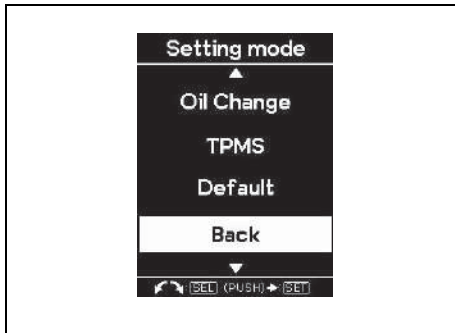 Setting mode
Oil Change
TPMS
Default
Back
SEL (PUSH) SET